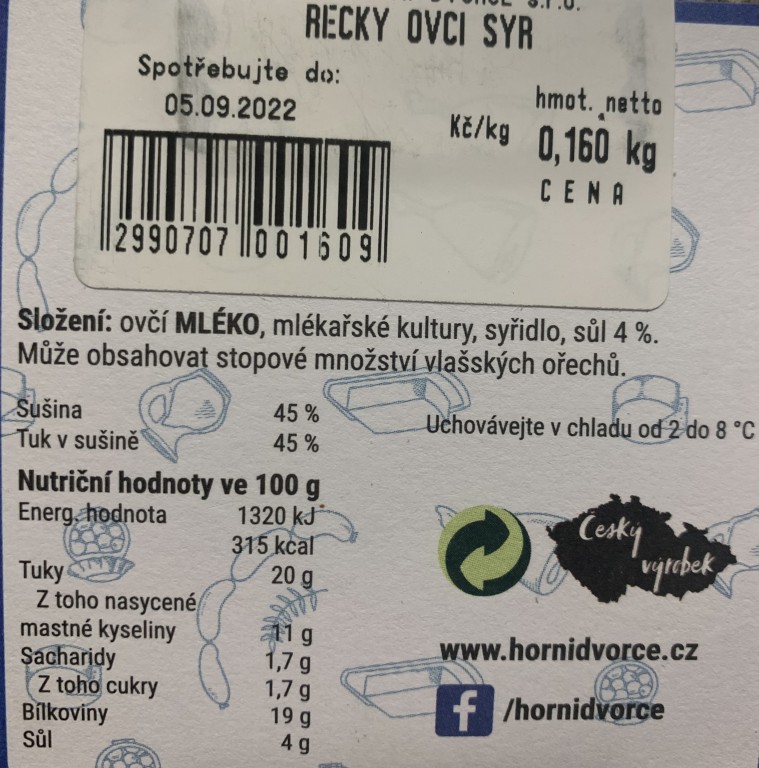 s.r.o.
RECKY OVCI SYR
Spotřebujte do:
05.09.2022
hmot. netto
Kč/kg 0,160 kg
CENA
2990707 001609
Složení: ovčí MLÉKO, mlékařské kultury, syřidlo, sůl 4 %.
Může obsahovat stopové množství vlašských ořechů.
Sušina 45 %
Tuk v sušině 45 %
Uchovávejte v chladu od 2 do 8 °C
Nutriční hodnoty ve 100 g
Energ. hodnota 1320 kJ
315 kcal
Tuky 20 g
Z toho nasycené
mastné kyseliny 11 g
Sacharidy 1,7 g
Z toho cukry 1,7 g
Bílkoviny 19 g
Sůl 4 g
Český
výrobek
www.hornidvorce.cz
f /hornidvorce